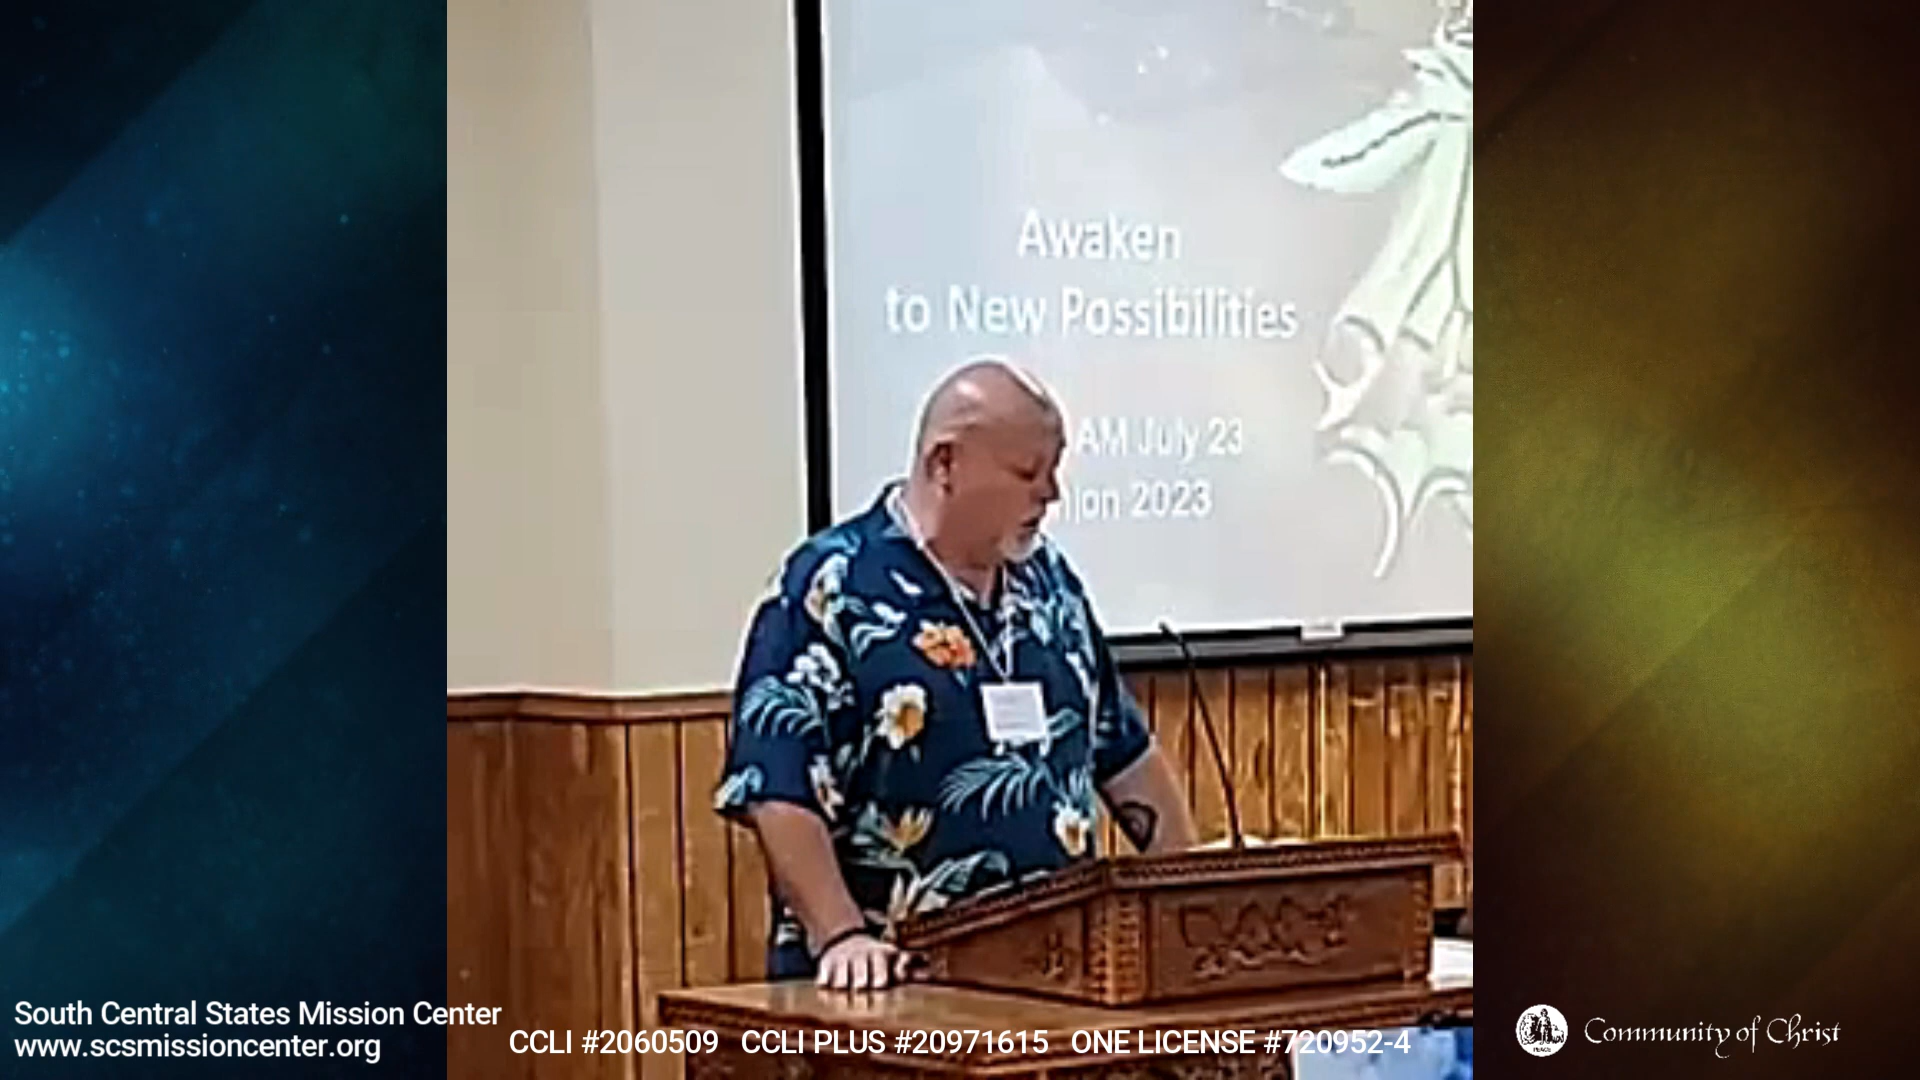 Awaken
to New Possibilities
AM July 23
2023
South Central States Mission Center
www.scsmissioncenter.org
CCLI #2060509 CCLI PLUS #20971615 ONE LICENSE #720952-4
PEACE
Community of Christ